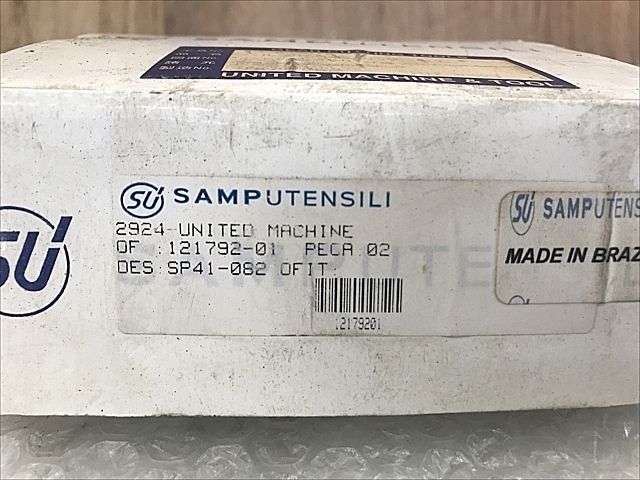 UNITED MACHINE & TOOL
SU SAMPUTENSILI
2924-UNITED MACHINE
OF :121792-01 PECA:02
DES:SP41-082 OFIT:
12179201
SU SAMPUTENS
MADE IN BRAZ
SU